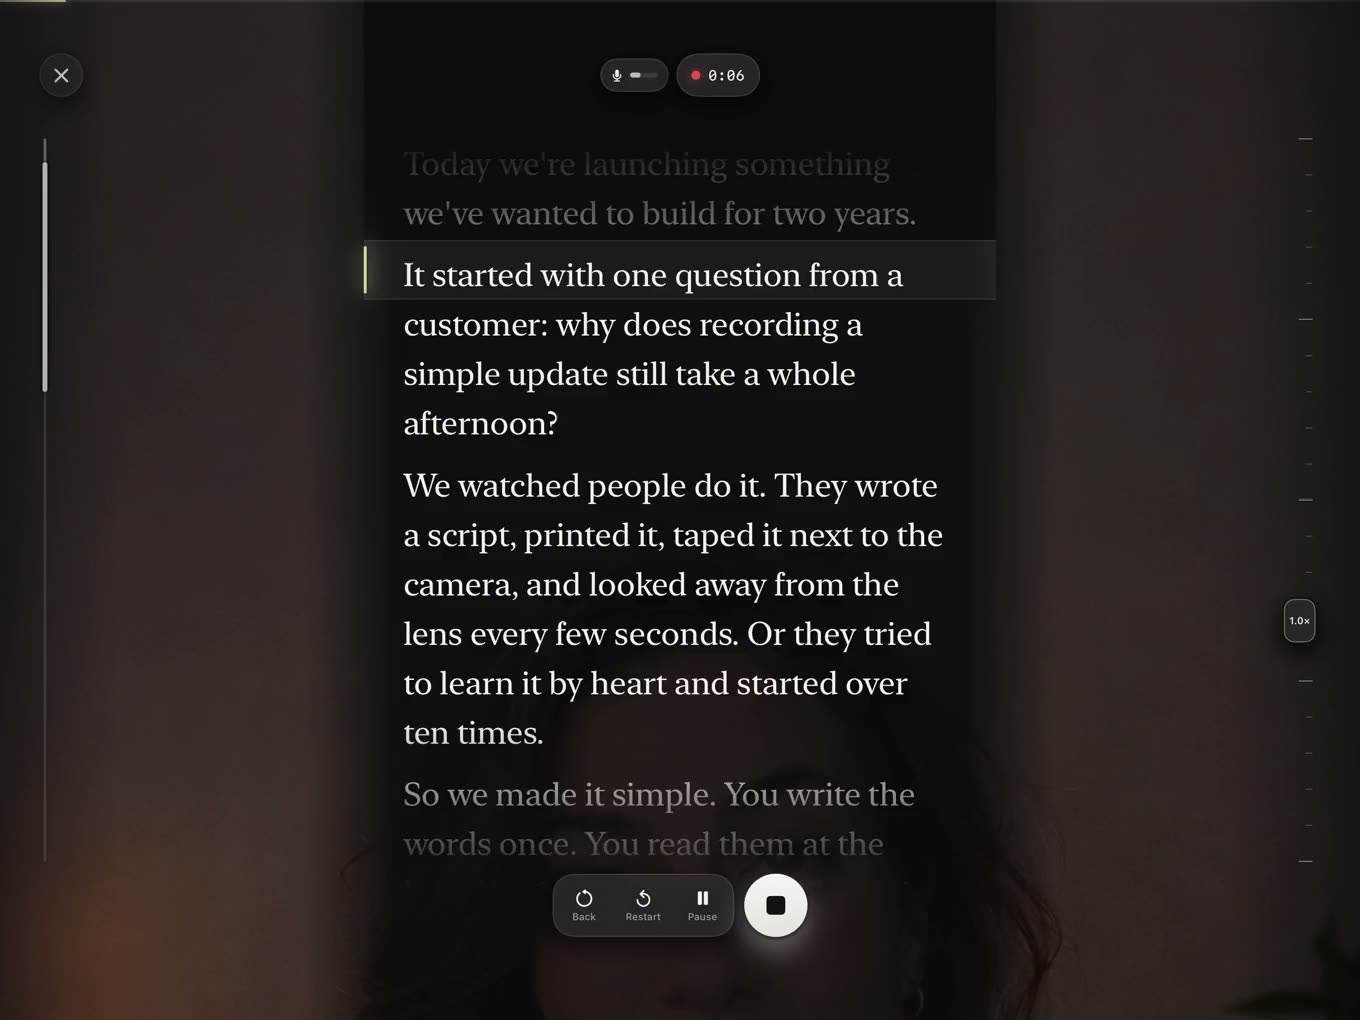 0:06
Today we're launching something
we've wanted to build for two years.
It started with one question from a
customer: why does recording a
simple update still take a whole
afternoon?
We watched people do it. They wrote
a script, printed it, taped it next to the
camera, and looked away from the
lens every few seconds. Or they tried
to learn it by heart and started over
ten times.
So we made it simple. You write the
words once. You read them at the
1.0×
Back Restart Pause